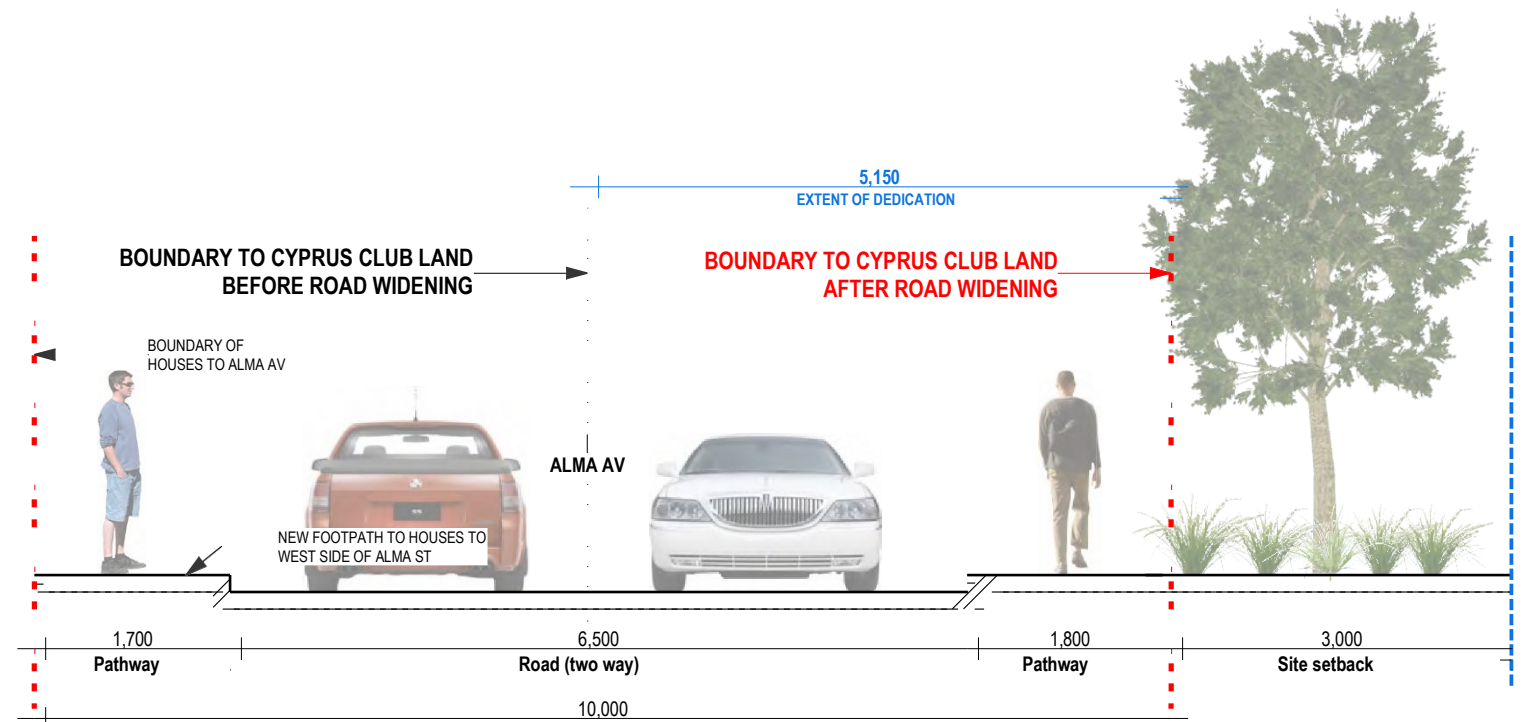 5,150
EXTENT OF DEDICATION
BOUNDARY TO CYPRUS CLUB LAND
BEFORE ROAD WIDENING
BOUNDARY TO CYPRUS CLUB LAND
AFTER ROAD WIDENING
BOUNDARY OF
HOUSES TO ALMA AV
ALMA AV
NEW FOOTPATH TO HOUSES TO
WEST SIDE OF ALMA ST
1,700
Pathway
6,500
Road (two way)
1,800
Pathway
3,000
Site setback
10,000